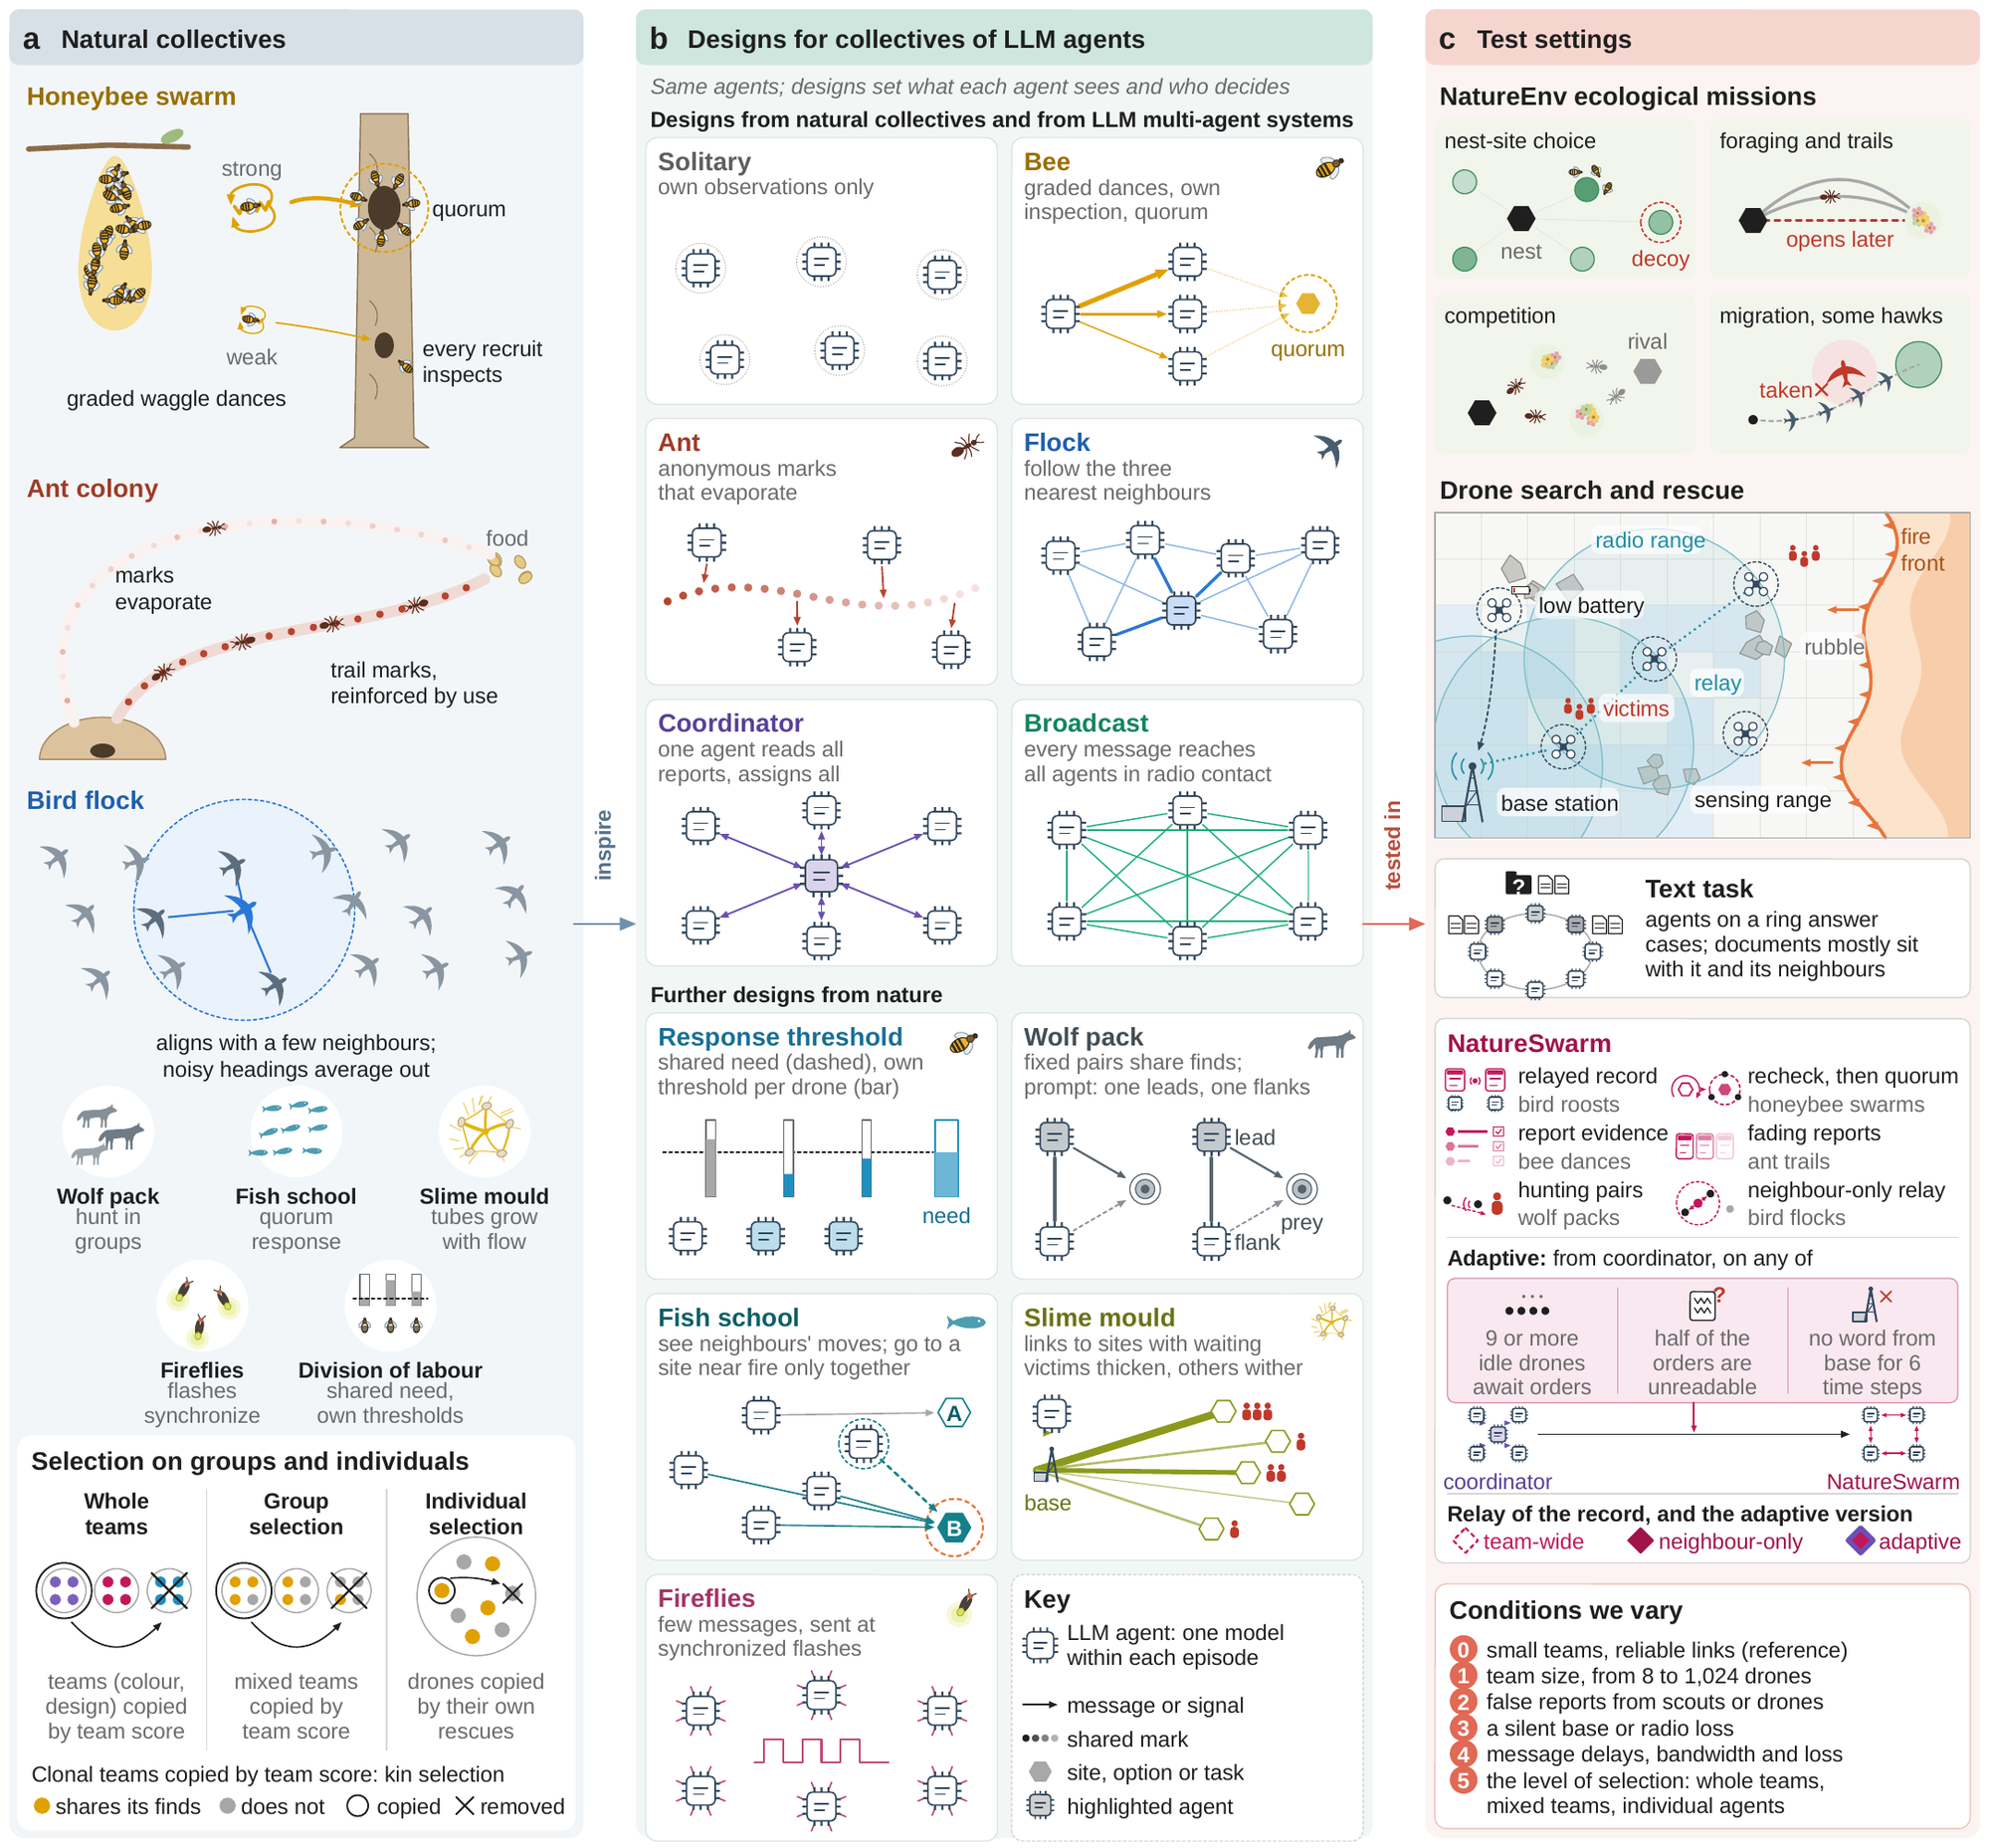 a Natural collectives
Honeybee swarm
strong
quorum
weak
every recruit
inspects
graded waggle dances
Ant colony
food
marks
evaporate
trail marks,
reinforced by use
Bird flock
aligns with a few neighbours;
noisy headings average out
Wolf pack
hunt in
groups
Fish school
quorum
response
Slime mould
tubes grow
with flow
Fireflies
flashes
synchronize
Division of labour
shared need,
own thresholds
Selection on groups and individuals
Whole
teams
Group
selection
Individual
selection
teams (colour,
design) copied
by team score
mixed teams
copied by
team score
drones copied
by their own
rescues
Clonal teams copied by team score: kin selection
shares its finds
does not
copied
removed
inspire
b Designs for collectives of LLM agents
Same agents; designs set what each agent sees and who decides
Designs from natural collectives and from LLM multi-agent systems
Solitary
own observations only
Bee
graded dances, own
inspection, quorum
quorum
Ant
anonymous marks
that evaporate
Flock
follow the three
nearest neighbours
Coordinator
one agent reads all
reports, assigns all
Broadcast
every message reaches
all agents in radio contact
Further designs from nature
Response threshold
shared need (dashed), own
threshold per drone (bar)
need
Wolf pack
fixed pairs share finds;
prompt: one leads, one flanks
lead
prey
flank
Fish school
see neighbours' moves; go to a
site near fire only together
A
B
Slime mould
links to sites with waiting
victims thicken, others wither
base
Fireflies
few messages, sent at
synchronized flashes
Key
LLM agent: one model
within each episode
message or signal
shared mark
site, option or task
highlighted agent
tested in
c Test settings
NatureEnv ecological missions
nest-site choice
nest
decoy
foraging and trails
opens later
competition
rival
migration, some hawks
taken
Drone search and rescue
radio range
fire
front
low battery
rubble
relay
victims
base station
sensing range
?
Text task
agents on a ring answer
cases; documents mostly sit
with it and its neighbours
NatureSwarm
relayed record
bird roosts
recheck, then quorum
honeybee swarms
report evidence
bee dances
fading reports
ant trails
hunting pairs
wolf packs
neighbour-only relay
bird flocks
Adaptive: from coordinator, on any of
?
9 or more
idle drones
await orders
half of the
orders are
unreadable
no word from
base for 6
time steps
coordinator
NatureSwarm
Relay of the record, and the adaptive version
team-wide
neighbour-only
adaptive
Conditions we vary
0 small teams, reliable links (reference)
1 team size, from 8 to 1,024 drones
2 false reports from scouts or drones
3 a silent base or radio loss
4 message delays, bandwidth and loss
5 the level of selection: whole teams,
mixed teams, individual agents